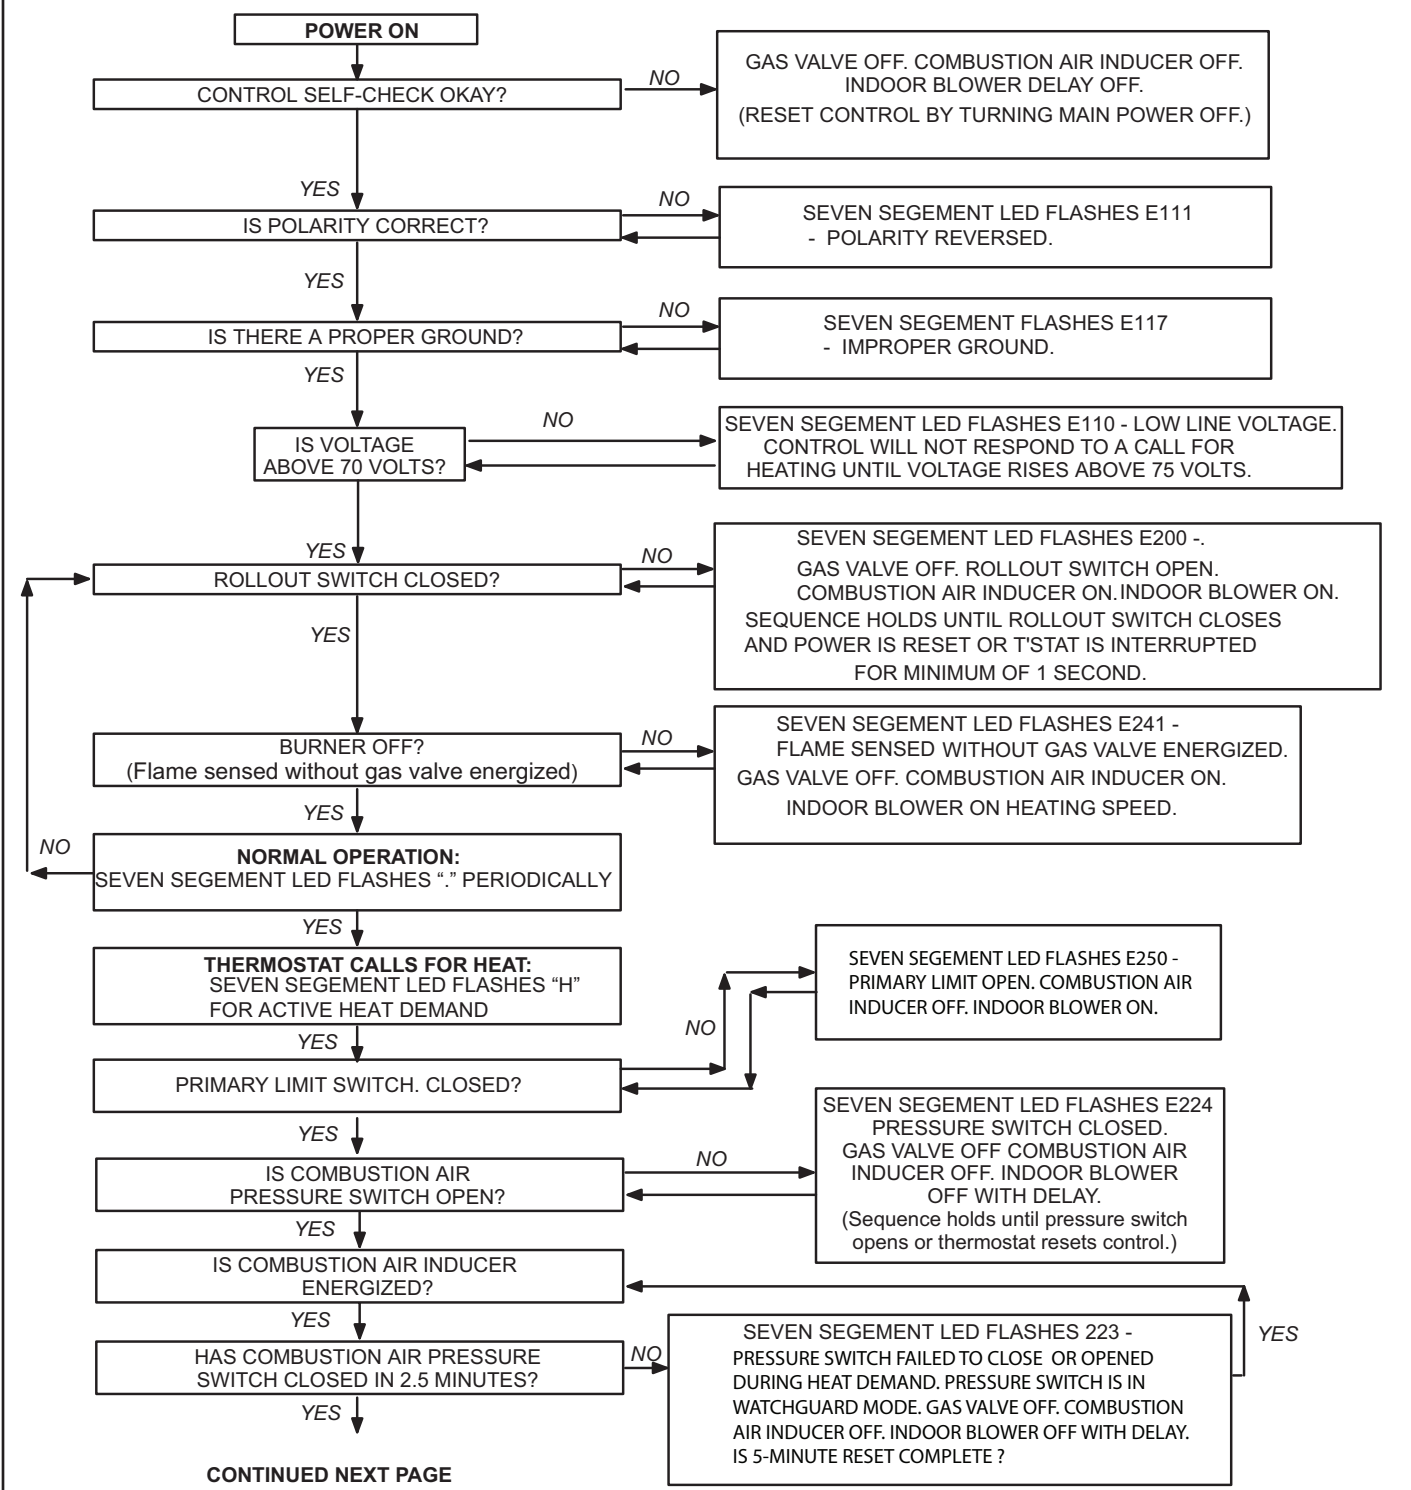 POWER ON
CONTROL SELF-CHECK OKAY?
NO
GAS VALVE OFF. COMBUSTION AIR INDUCER OFF.
INDOOR BLOWER DELAY OFF.
(RESET CONTROL BY TURNING MAIN POWER OFF.)
YES
IS POLARITY CORRECT?
NO
SEVEN SEGEMENT LED FLASHES E111
- POLARITY REVERSED.
YES
IS THERE A PROPER GROUND?
NO
SEVEN SEGEMENT FLASHES E117
- IMPROPER GROUND.
YES
IS VOLTAGE
ABOVE 70 VOLTS?
NO
SEVEN SEGEMENT LED FLASHES E110 - LOW LINE VOLTAGE.
CONTROL WILL NOT RESPOND TO A CALL FOR
HEATING UNTIL VOLTAGE RISES ABOVE 75 VOLTS.
YES
ROLLOUT SWITCH CLOSED?
NO
SEVEN SEGEMENT LED FLASHES E200 -.
GAS VALVE OFF. ROLLOUT SWITCH OPEN.
COMBUSTION AIR INDUCER ON. INDOOR BLOWER ON.
SEQUENCE HOLDS UNTIL ROLLOUT SWITCH CLOSES
AND POWER IS RESET OR T'STAT IS INTERRUPTED
FOR MINIMUM OF 1 SECOND.
YES
BURNER OFF?
(Flame sensed without gas valve energized)
NO
SEVEN SEGEMENT LED FLASHES E241 -
FLAME SENSED WITHOUT GAS VALVE ENERGIZED.
GAS VALVE OFF. COMBUSTION AIR INDUCER ON.
INDOOR BLOWER ON HEATING SPEED.
YES
NO
NORMAL OPERATION:
SEVEN SEGEMENT LED FLASHES “.” PERIODICALLY
YES
THERMOSTAT CALLS FOR HEAT:
SEVEN SEGEMENT LED FLASHES “H”
FOR ACTIVE HEAT DEMAND
YES
PRIMARY LIMIT SWITCH. CLOSED?
NO
SEVEN SEGEMENT LED FLASHES E250 -
PRIMARY LIMIT OPEN. COMBUSTION AIR
INDUCER OFF. INDOOR BLOWER ON.
YES
IS COMBUSTION AIR
PRESSURE SWITCH OPEN?
NO
SEVEN SEGEMENT LED FLASHES E224
PRESSURE SWITCH CLOSED.
GAS VALVE OFF COMBUSTION AIR
INDUCER OFF. INDOOR BLOWER
OFF WITH DELAY.
(Sequence holds until pressure switch
opens or thermostat resets control.)
YES
IS COMBUSTION AIR INDUCER
ENERGIZED?
YES
HAS COMBUSTION AIR PRESSURE
SWITCH CLOSED IN 2.5 MINUTES?
NO
SEVEN SEGEMENT LED FLASHES 223 -
PRESSURE SWITCH FAILED TO CLOSE OR OPENED
DURING HEAT DEMAND. PRESSURE SWITCH IS IN
WATCHGUARD MODE. GAS VALVE OFF. COMBUSTION
AIR INDUCER OFF. INDOOR BLOWER OFF WITH DELAY.
IS 5-MINUTE RESET COMPLETE ?
YES
YES
CONTINUED NEXT PAGE